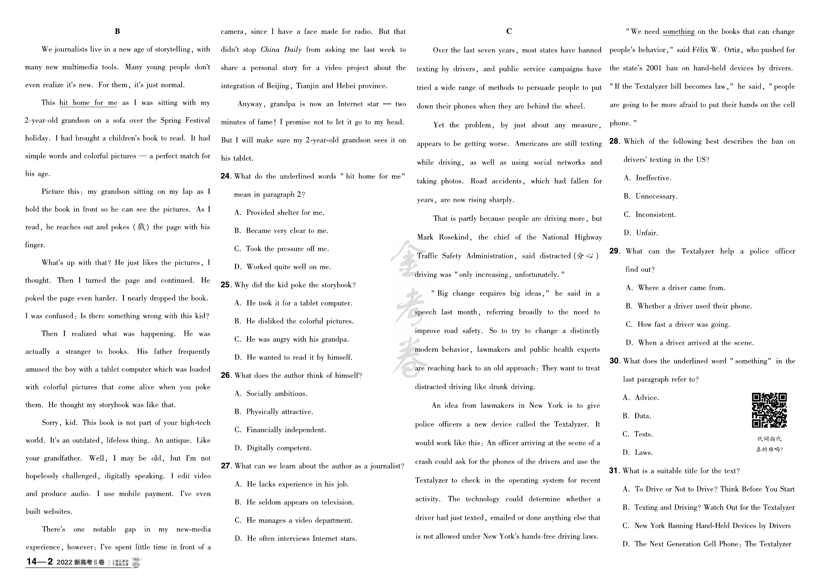 B
We journalists live in a new age of storytelling, with
many new multimedia tools. Many young people don't
even realize it's new. For them, it's just normal.
This hit home for me as I was sitting with my
2-year-old grandson on a sofa over the Spring Festival
holiday. I had brought a children's book to read. It had
simple words and colorful pictures — a perfect match for
his age.
Picture this: my grandson sitting on my lap as I
hold the book in front so he can see the pictures. As I
read, he reaches out and pokes (戳) the page with his
finger.
What's up with that? He just likes the pictures, I
thought. Then I turned the page and continued. He
poked the page even harder. I nearly dropped the book.
I was confused: Is there something wrong with this kid?
Then I realized what was happening. He was
actually a stranger to books. His father frequently
amused the boy with a tablet computer which was loaded
with colorful pictures that come alive when you poke
them. He thought my storybook was like that.
Sorry, kid. This book is not part of your high-tech
world. It's an outdated, lifeless thing. An antique. Like
your grandfather. Well, I may be old, but I'm not
hopelessly challenged, digitally speaking. I edit video
and produce audio. I use mobile payment. I've even
built websites.
There's one notable gap in my new-media
experience, however: I've spent little time in front of a
14—2 2022 新高考Ⅱ卷
camera, since I have a face made for radio. But that
didn't stop China Daily from asking me last week to
share a personal story for a video project about the
integration of Beijing, Tianjin and Hebei province.
Anyway, grandpa is now an Internet star — two
minutes of fame! I promise not to let it go to my head.
But I will make sure my 2-year-old grandson sees it on
his tablet.
24. What do the underlined words "hit home for me"
mean in paragraph 2?
A. Provided shelter for me.
B. Became very clear to me.
C. Took the pressure off me.
D. Worked quite well on me.
25. Why did the kid poke the storybook?
A. He took it for a tablet computer.
B. He disliked the colorful pictures.
C. He was angry with his grandpa.
D. He wanted to read it by himself.
26. What does the author think of himself?
A. Socially ambitious.
B. Physically attractive.
C. Financially independent.
D. Digitally competent.
27. What can we learn about the author as a journalist?
A. He lacks experience in his job.
B. He seldom appears on television.
C. He manages a video department.
D. He often interviews Internet stars.
C
Over the last seven years, most states have banned
texting by drivers, and public service campaigns have
tried a wide range of methods to persuade people to put
down their phones when they are behind the wheel.
Yet the problem, by just about any measure,
appears to be getting worse. Americans are still texting
while driving, as well as using social networks and
taking photos. Road accidents, which had fallen for
years, are now rising sharply.
That is partly because people are driving more, but
Mark Rosekind, the chief of the National Highway
Traffic Safety Administration, said distracted (分心)
driving was "only increasing, unfortunately."
"Big change requires big ideas," he said in a
speech last month, referring broadly to the need to
improve road safety. So to try to change a distinctly
modern behavior, lawmakers and public health experts
are reaching back to an old approach: They want to treat
distracted driving like drunk driving.
An idea from lawmakers in New York is to give
police officers a new device called the Textalyzer. It
would work like this: An officer arriving at the scene of a
crash could ask for the phones of the drivers and use the
Textalyzer to check in the operating system for recent
activity. The technology could determine whether a
driver had just texted, emailed or done anything else that
is not allowed under New York's hands-free driving laws.
金考卷
"We need something on the books that can change
people's behavior," said Félix W. Ortiz, who pushed for
the state's 2001 ban on hand-held devices by drivers.
"If the Textalyzer bill becomes law," he said, "people
are going to be more afraid to put their hands on the cell
phone."
28. Which of the following best describes the ban on
drivers' texting in the US?
A. Ineffective.
B. Unnecessary.
C. Inconsistent.
D. Unfair.
29. What can the Textalyzer help a police officer
find out?
A. Where a driver came from.
B. Whether a driver used their phone.
C. How fast a driver was going.
D. When a driver arrived at the scene.
30. What does the underlined word "something" in the
last paragraph refer to?
A. Advice.
B. Data.
C. Tests.
D. Laws.
代词指代
怎的难吗?
31. What is a suitable title for the text?
A. To Drive or Not to Drive? Think Before You Start
B. Texting and Driving? Watch Out for the Textalyzer
C. New York Banning Hand-Held Devices by Drivers
D. The Next Generation Cell Phone: The Textalyzer